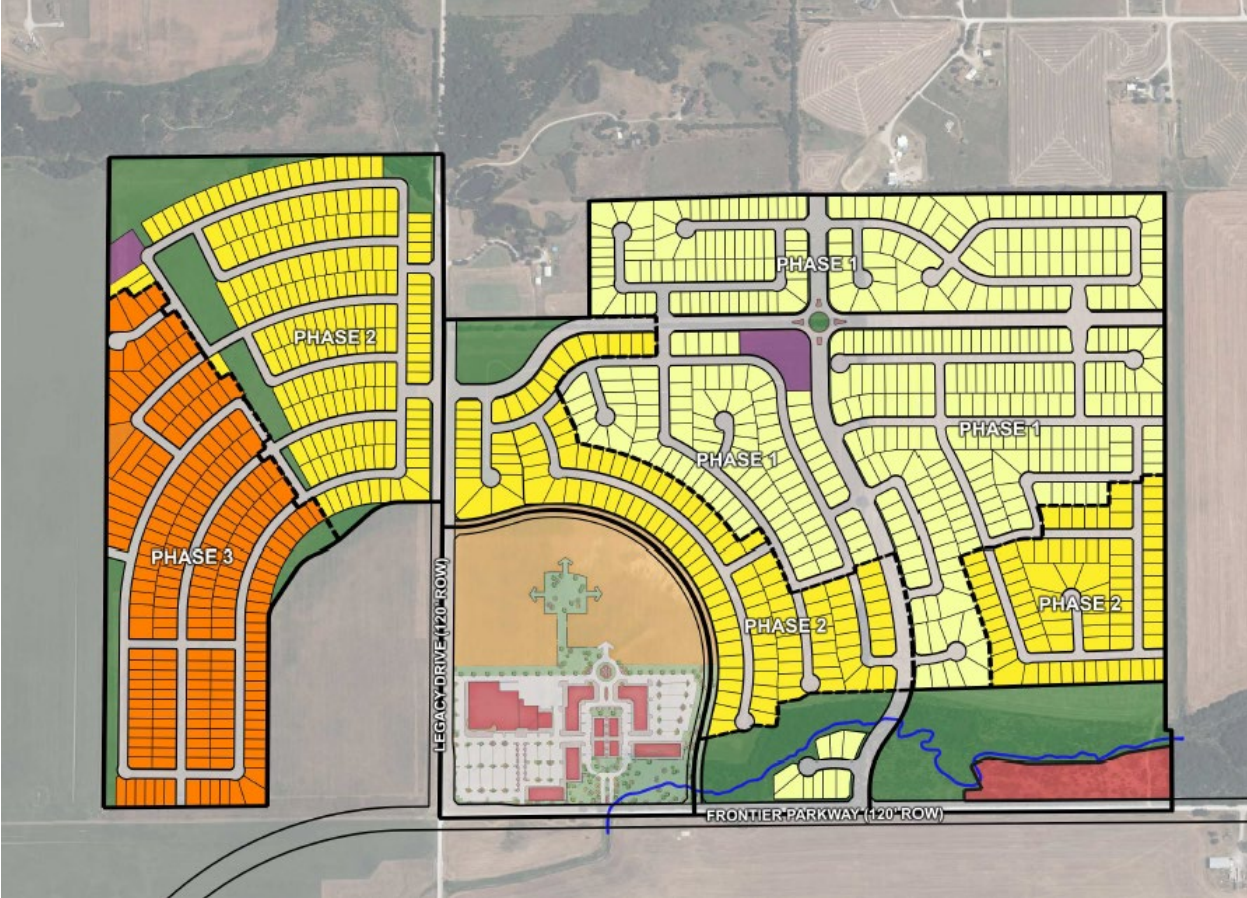 PHASE 1
PHASE 2
PHASE 1
PHASE 1
PHASE 3
PHASE 2
PHASE 2
LEGACY DRIVE (120' ROW)
FRONTIER PARKWAY (120' ROW)